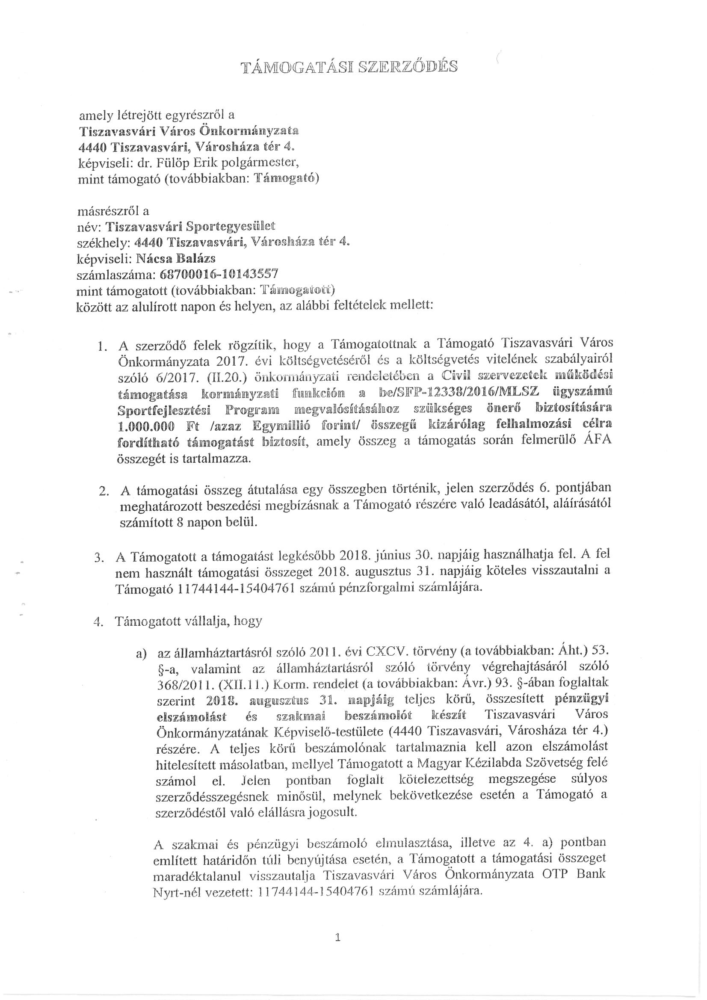 TÁMOGATÁSI SZERZŐDÉS
amely létrejött egyrészről a
Tiszavasvári Város Önkormányzata
4440 Tiszavasvári, Városháza tér 4.
képviseli: dr. Fülöp Erik polgármester,
mint támogató (továbbiakban: Támogató)
másrészről a
név: Tiszavasvári Sportegyesület
székhely: 4440 Tiszavasvári, Városháza tér 4.
képviseli: Nácsa Balázs
számlaszáma: 68700016-10143557
mint támogatott (továbbiakban: Támogatott)
között az alulírott napon és helyen, az alábbi feltételek mellett:
1. A szerződő felek rögzítik, hogy a Támogatottnak a Támogató Tiszavasvári Város
Önkormányzata 2017. évi költségvetéséről és a költségvetés vitelének szabályairól
szóló 6/2017. (II.20.) önkormányzati rendeletében a Civil szervezetek működési
támogatása kormányzati funkción a be/SFP-12338/2016/MLSZ ügyszámú
Sportfejlesztési Program megvalósításához szükséges önerő biztosítására
1.000.000 Ft /azaz Egymillió forint/ összegű kizárólag felhalmozási célra
fordítható támogatást biztosít, amely összeg a támogatás során felmerülő ÁFA
összegét is tartalmazza.
2. A támogatási összeg átutalása egy összegben történik, jelen szerződés 6. pontjában
meghatározott beszedési megbízásnak a Támogató részére való leadásától, aláírásától
számított 8 napon belül.
3. A Támogatott a támogatást legkésőbb 2018. június 30. napjáig használhatja fel. A fel
nem használt támogatási összeget 2018. augusztus 31. napjáig köteles visszautalni a
Támogató 11744144-15404761 számú pénzforgalmi számlájára.
4. Támogatott vállalja, hogy
a) az államháztartásról szóló 2011. évi CXCV. törvény (a továbbiakban: Áht.) 53.
§-a, valamint az államháztartásról szóló törvény végrehajtásáról szóló
368/2011. (XII.11.) Korm. rendelet (a továbbiakban: Ávr.) 93. §-ában foglaltak
szerint 2018. augusztus 31. napjáig teljes körű, összesített pénzügyi
elszámolást és szakmai beszámolót készít Tiszavasvári Város
Önkormányzatának Képviselő-testülete (4440 Tiszavasvári, Városháza tér 4.)
részére. A teljes körű beszámolónak tartalmaznia kell azon elszámolást
hitelesített másolatban, mellyel Támogatott a Magyar Kézilabda Szövetség felé
számol el. Jelen pontban foglalt kötelezettség megszegése súlyos
szerződésszegésnek minősül, melynek bekövetkezése esetén a Támogató a
szerződéstől való elállásra jogosult.
A szakmai és pénzügyi beszámoló elmulasztása, illetve az 4. a) pontban
említett határidőn túli benyújtása esetén, a Támogatott a támogatási összeget
maradéktalanul visszautalja Tiszavasvári Város Önkormányzata OTP Bank
Nyrt-nél vezetett: 11744144-15404761 számú számlájára.
1